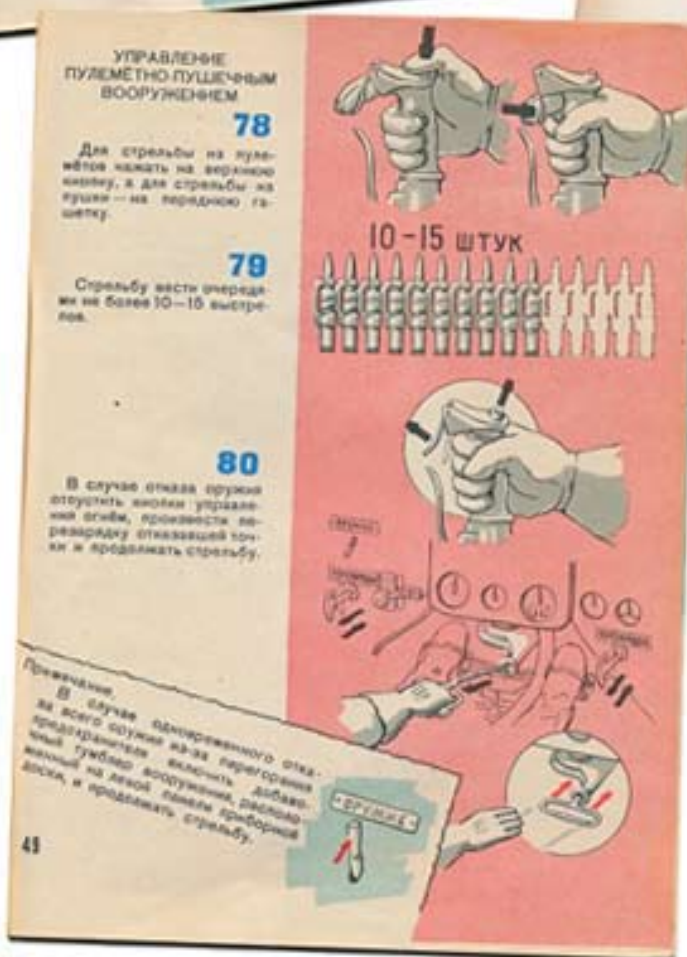 УПРАВЛЕНИЕ
ПУЛЕМЁТНО-ПУШЕЧНЫМ
ВООРУЖЕНИЕМ
78
Для стрельбы из пуле-
мётов нажать на верхнюю
кнопку, а для стрельбы из
пушки — на переднюю га-
шетку.
10-15 ШТУК
79
Стрельбу вести очередя-
ми не более 10—15 выстре-
лов.
80
В случае отказа оружия
отпустить кнопки управле-
ния огнём, произвести пе-
резарядку отказавшей точ-
ки и продолжать стрельбу.
Примечание.
В случае одновременного отка-
за всего оружия из-за перегорания
предохранителя включить добавоч-
ный тумблер вооружения, располо-
женный на левой панели приборной
доски, и продолжать стрельбу.
ОРУЖИЕ
49